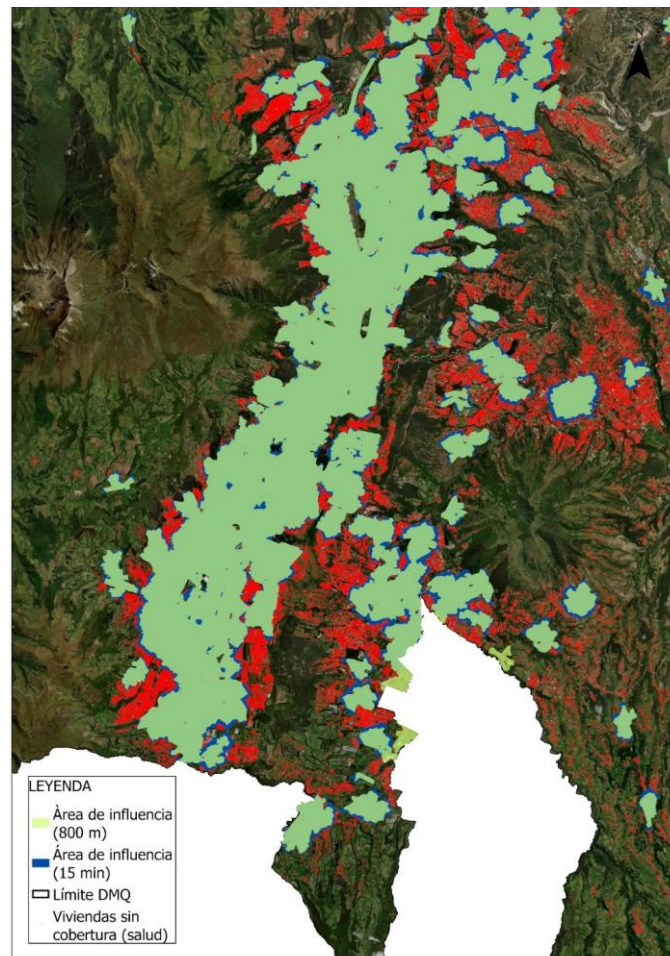 N
LEYENDA
Àrea de influencia
(800 m)
Área de influencia
(15 min)
Límite DMQ
Viviendas sin
cobertura (salud)